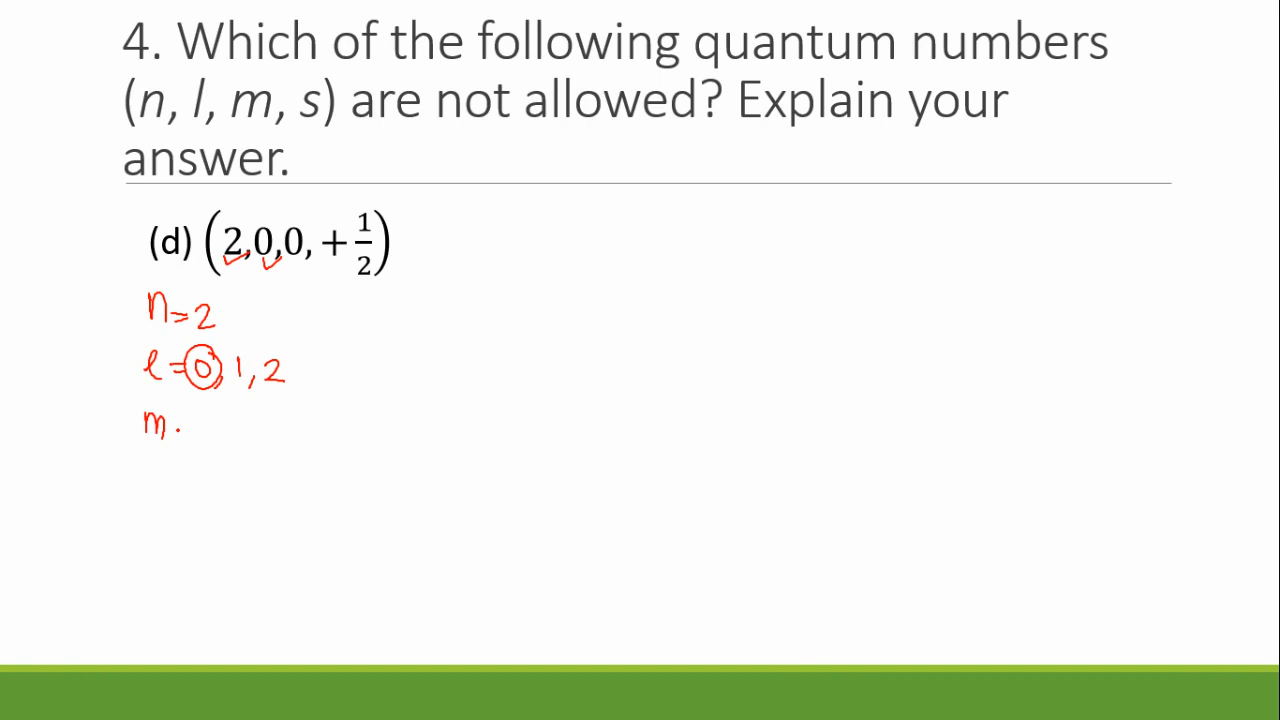 4. Which of the following quantum numbers
(n, l, m, s) are not allowed? Explain your
answer.
(d) (2,0,0, + 1/2)
n = 2
l = 0, 1, 2
m .